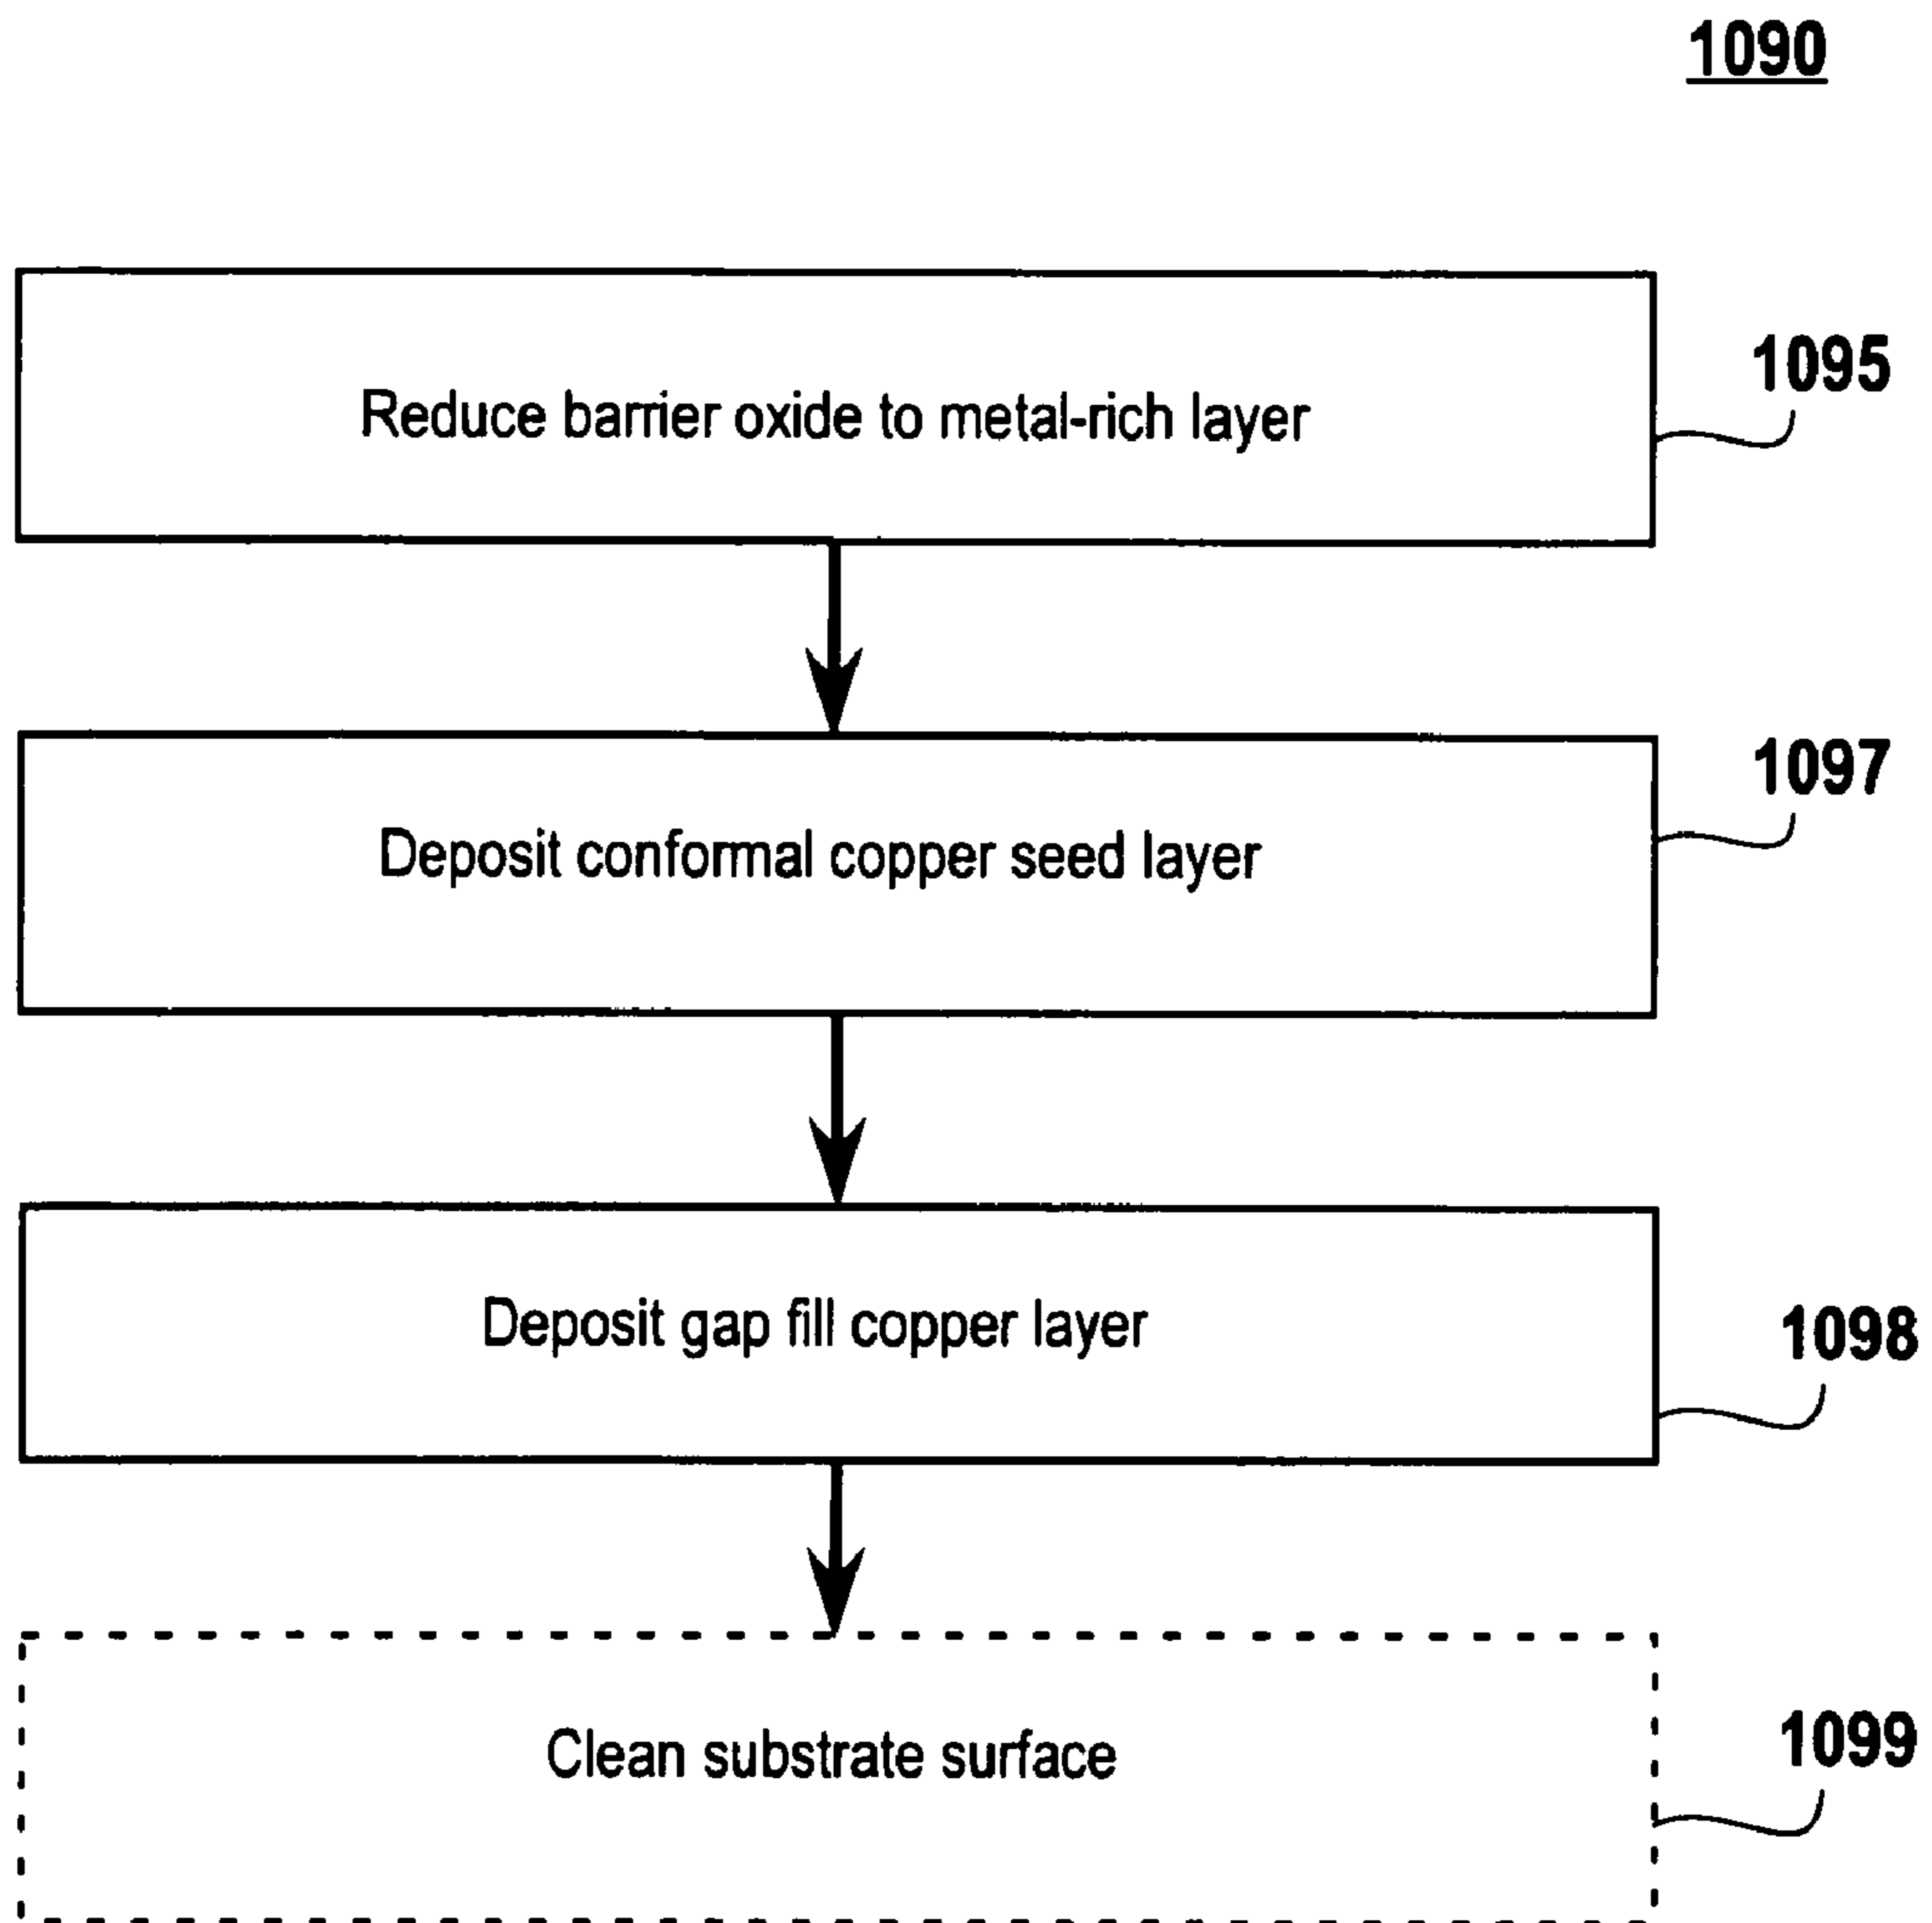 1090
Reduce barrier oxide to metal-rich layer
1095
Deposit conformal copper seed layer
1097
Deposit gap fill copper layer
1098
Clean substrate surface
1099